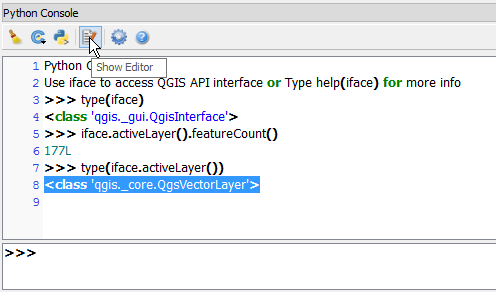 Python Console
Show Editor
1 Python C
2 Use iface to access QGIS API interface or Type help(iface) for more info
3 >>> type(iface)
4 <class 'qgis._gui.QgisInterface'>
5 >>> iface.activeLayer().featureCount()
6 177L
7 >>> type(iface.activeLayer())
8 <class 'qgis._core.QgsVectorLayer'>
9
>>>